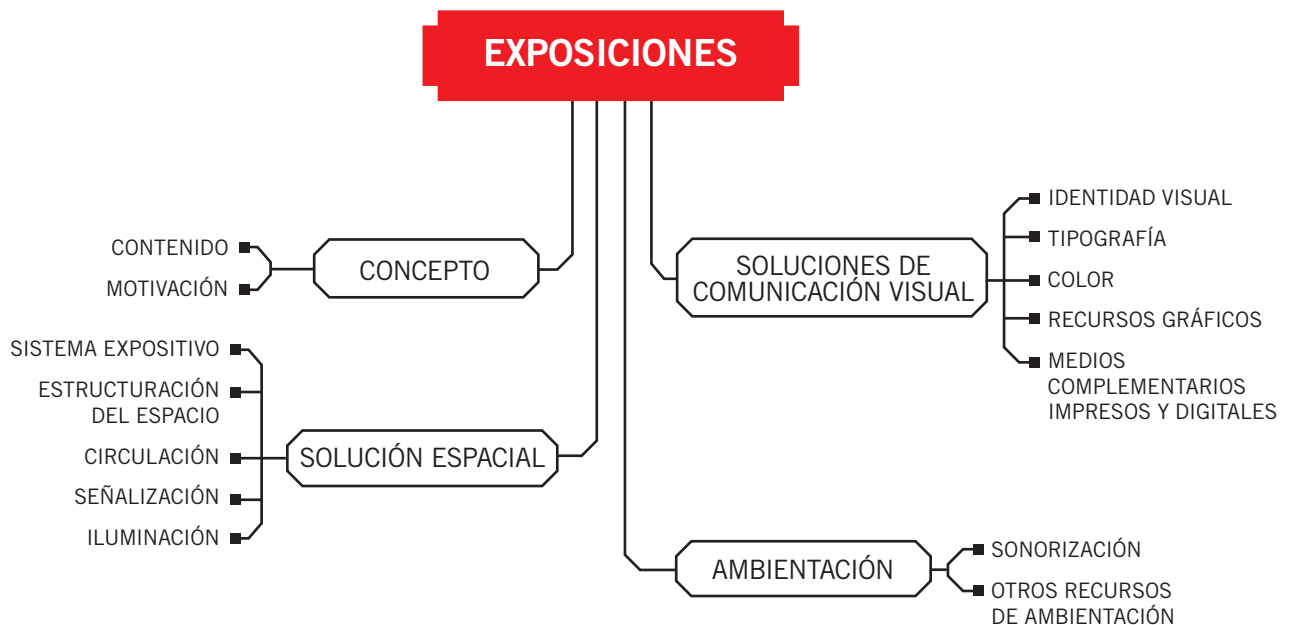 EXPOSICIONES
CONCEPTO
CONTENIDO
MOTIVACIÓN
SOLUCIÓN ESPACIAL
SISTEMA EXPOSITIVO
ESTRUCTURACIÓN
DEL ESPACIO
CIRCULACIÓN
SEÑALIZACIÓN
ILUMINACIÓN
SOLUCIONES DE
COMUNICACIÓN VISUAL
IDENTIDAD VISUAL
TIPOGRAFÍA
COLOR
RECURSOS GRÁFICOS
MEDIOS
COMPLEMENTARIOS
IMPRESOS Y DIGITALES
AMBIENTACIÓN
SONORIZACIÓN
OTROS RECURSOS
DE AMBIENTACIÓN